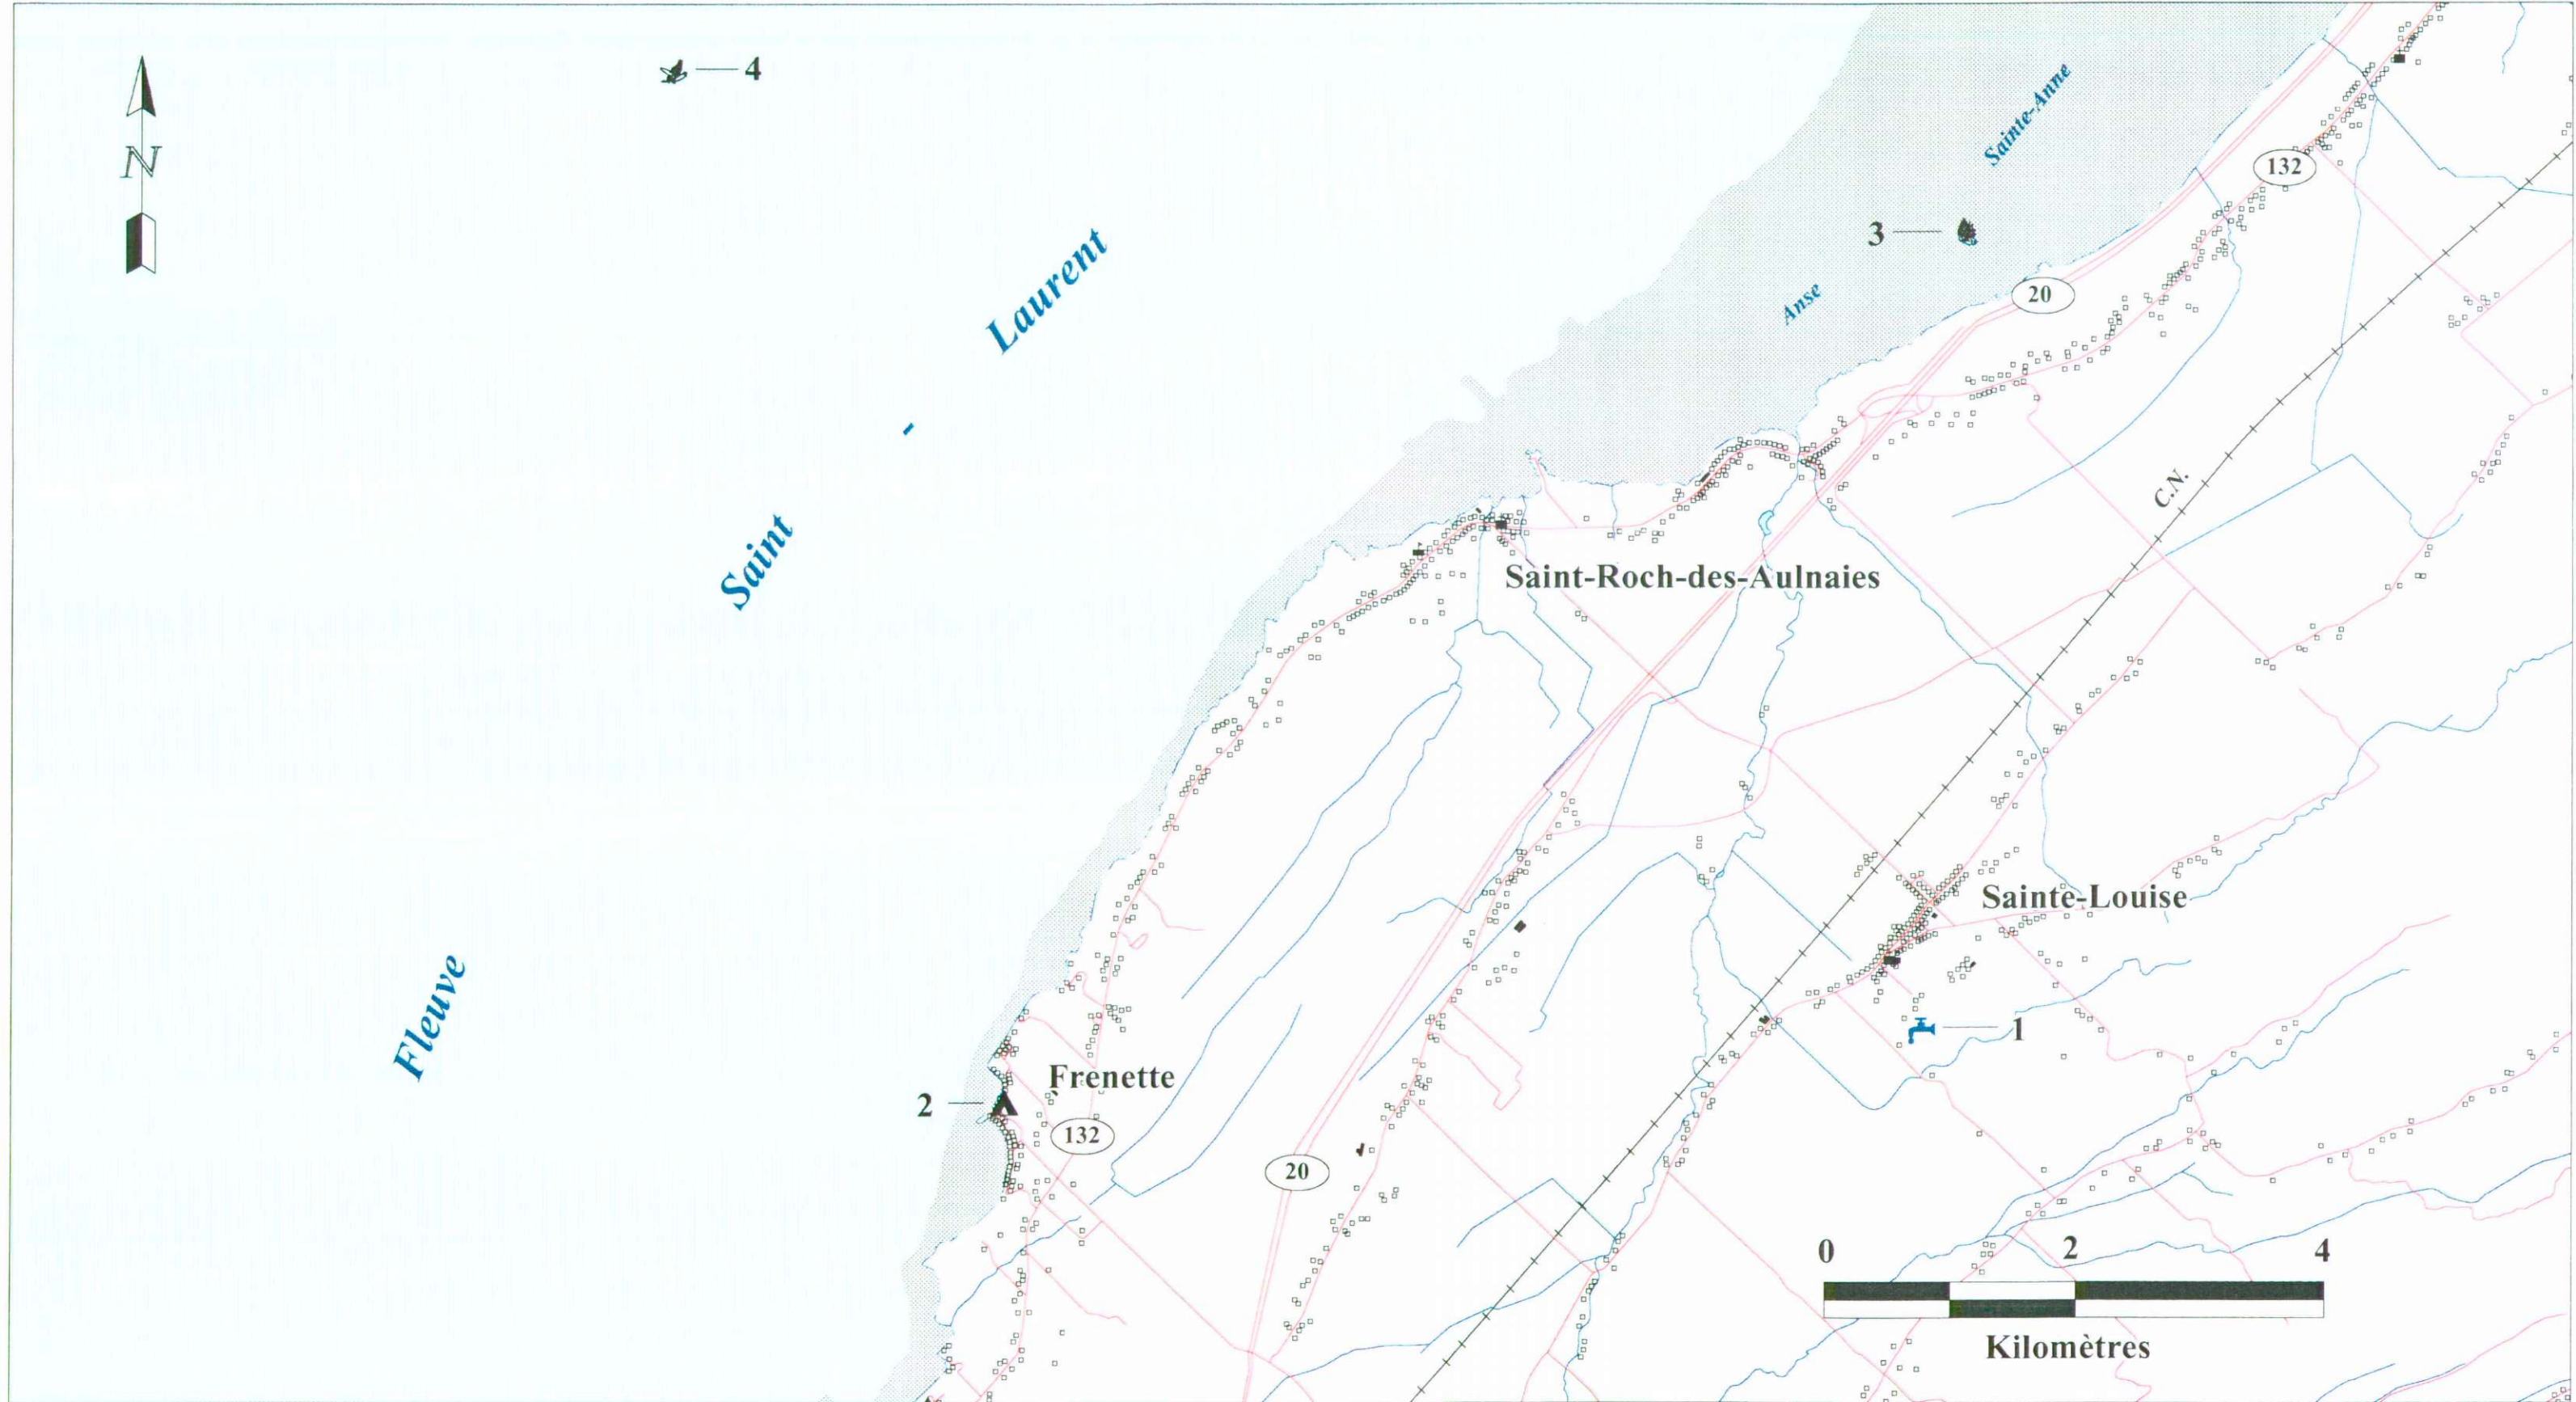 4
N
Sainte-Anne
132
3
Laurent
Anse
20
-
C.N.
Saint
Saint-Roch-des-Aulnaies
Sainte-Louise
Fleuve
1
Frenette
2
132
20
0 2 4
Kilomètres